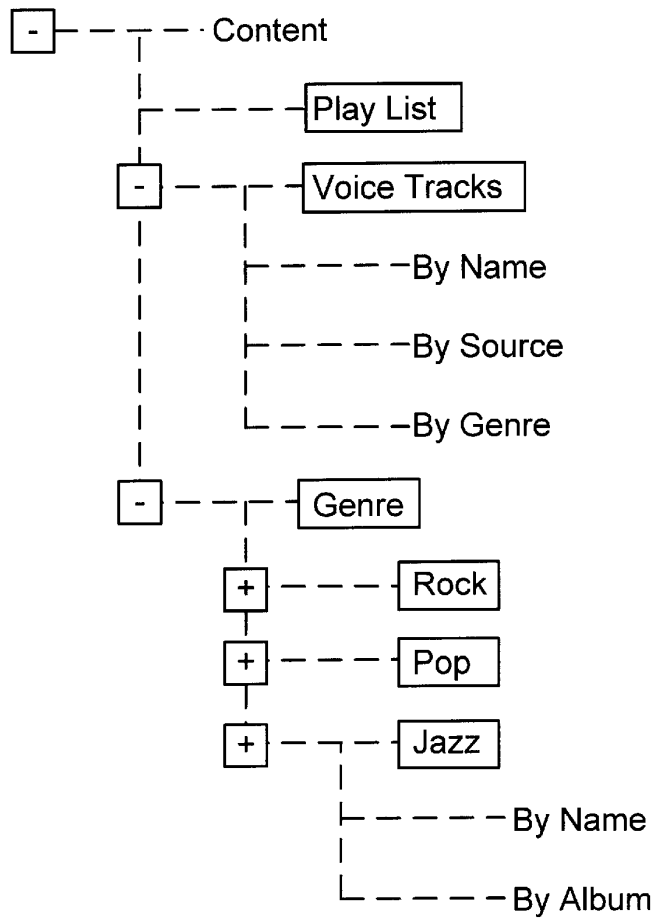 - Content
Play List
- Voice Tracks
By Name
By Source
By Genre
- Genre
+ Rock
+ Pop
+ Jazz
By Name
By Album